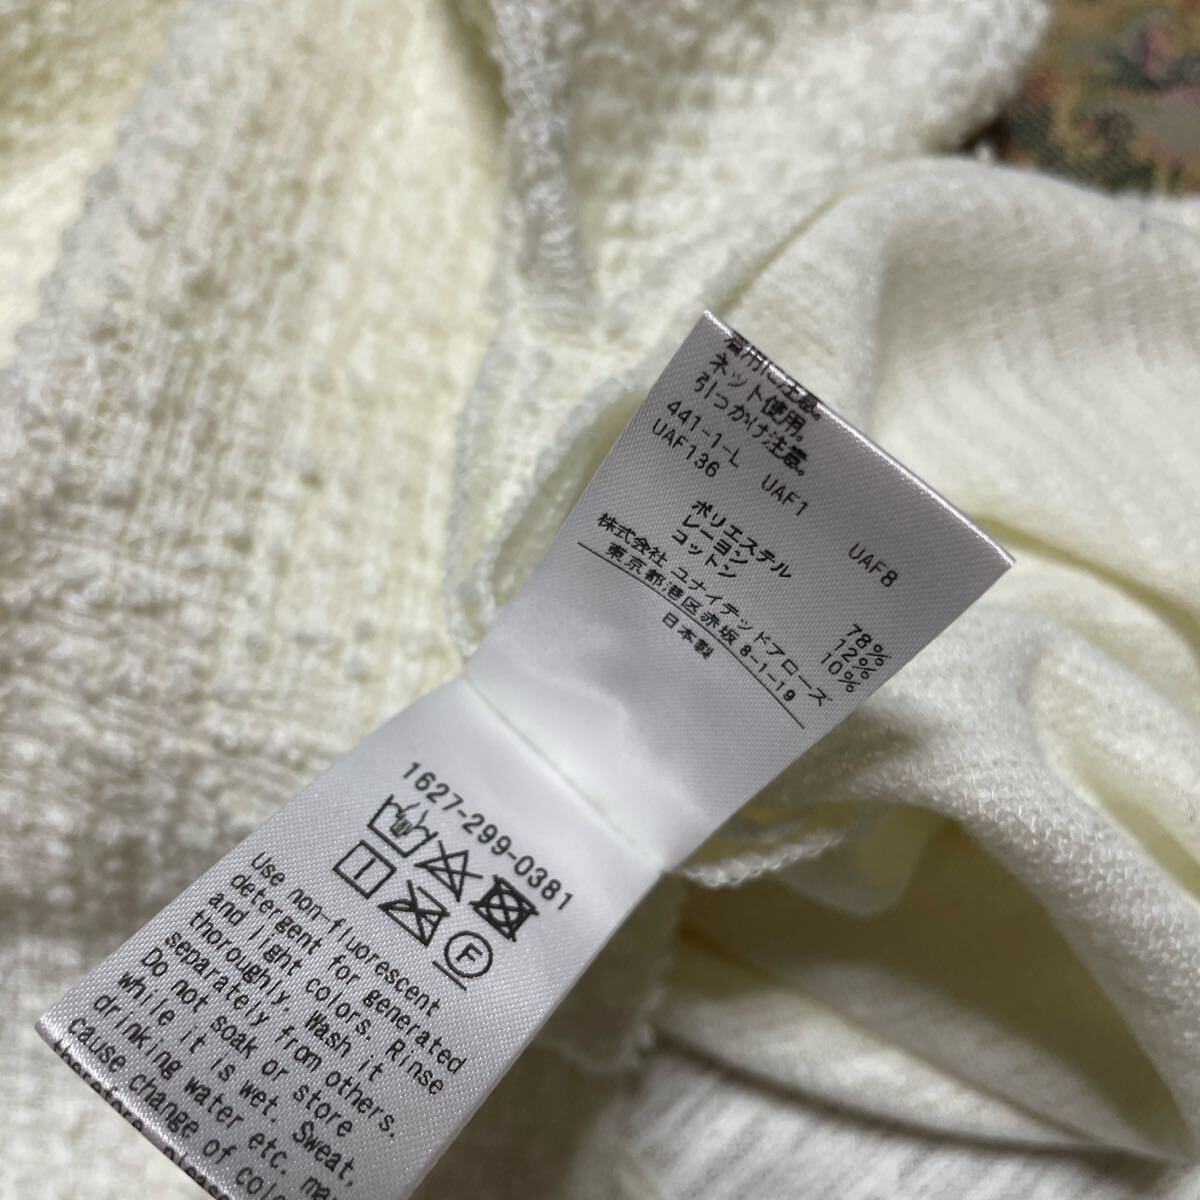 着用に注意。
ネット使用。
引っかけ注意。
441-1-L
UAF136 UAF1 UAF8
ポリエステル 78%
レーヨン 12%
コットン 10%
株式会社 ユナイテッドアローズ
東京都港区赤坂8-1-19
日本製
1627-299-0381
F
Use non-fluorescent
detergent for generated
and light colors. Rinse
thoroughly. Wash it
separately from others.
Do not soak or store
while it is wet. Sweat,
drinking water etc. may
cause change of